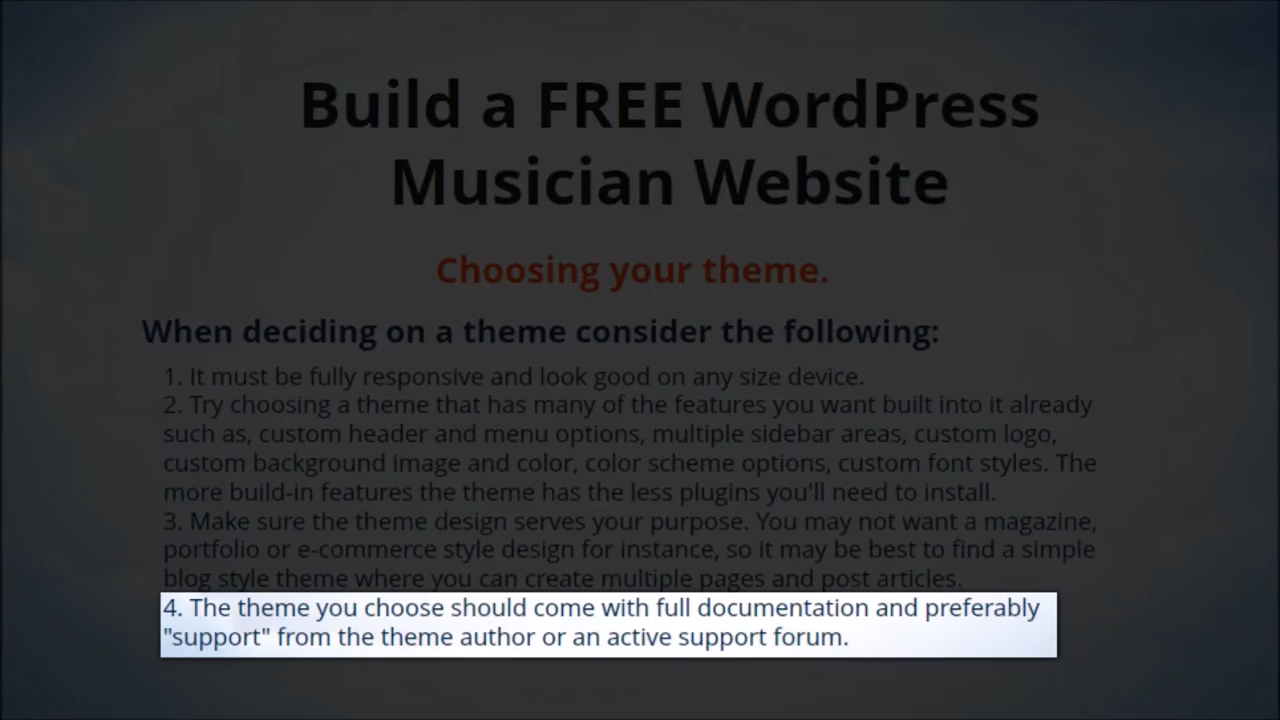 Build a FREE WordPress
Musician Website
Choosing your theme.
When deciding on a theme consider the following:
1. It must be fully responsive and look good on any size device.
2. Try choosing a theme that has many of the features you want built into it already
such as, custom header and menu options, multiple sidebar areas, custom logo,
custom background image and color, color scheme options, custom font styles. The
more build-in features the theme has the less plugins you'll need to install.
3. Make sure the theme design serves your purpose. You may not want a magazine,
portfolio or e-commerce style design for instance, so it may be best to find a simple
blog style theme where you can create multiple pages and post articles.
4. The theme you choose should come with full documentation and preferably
"support" from the theme author or an active support forum.